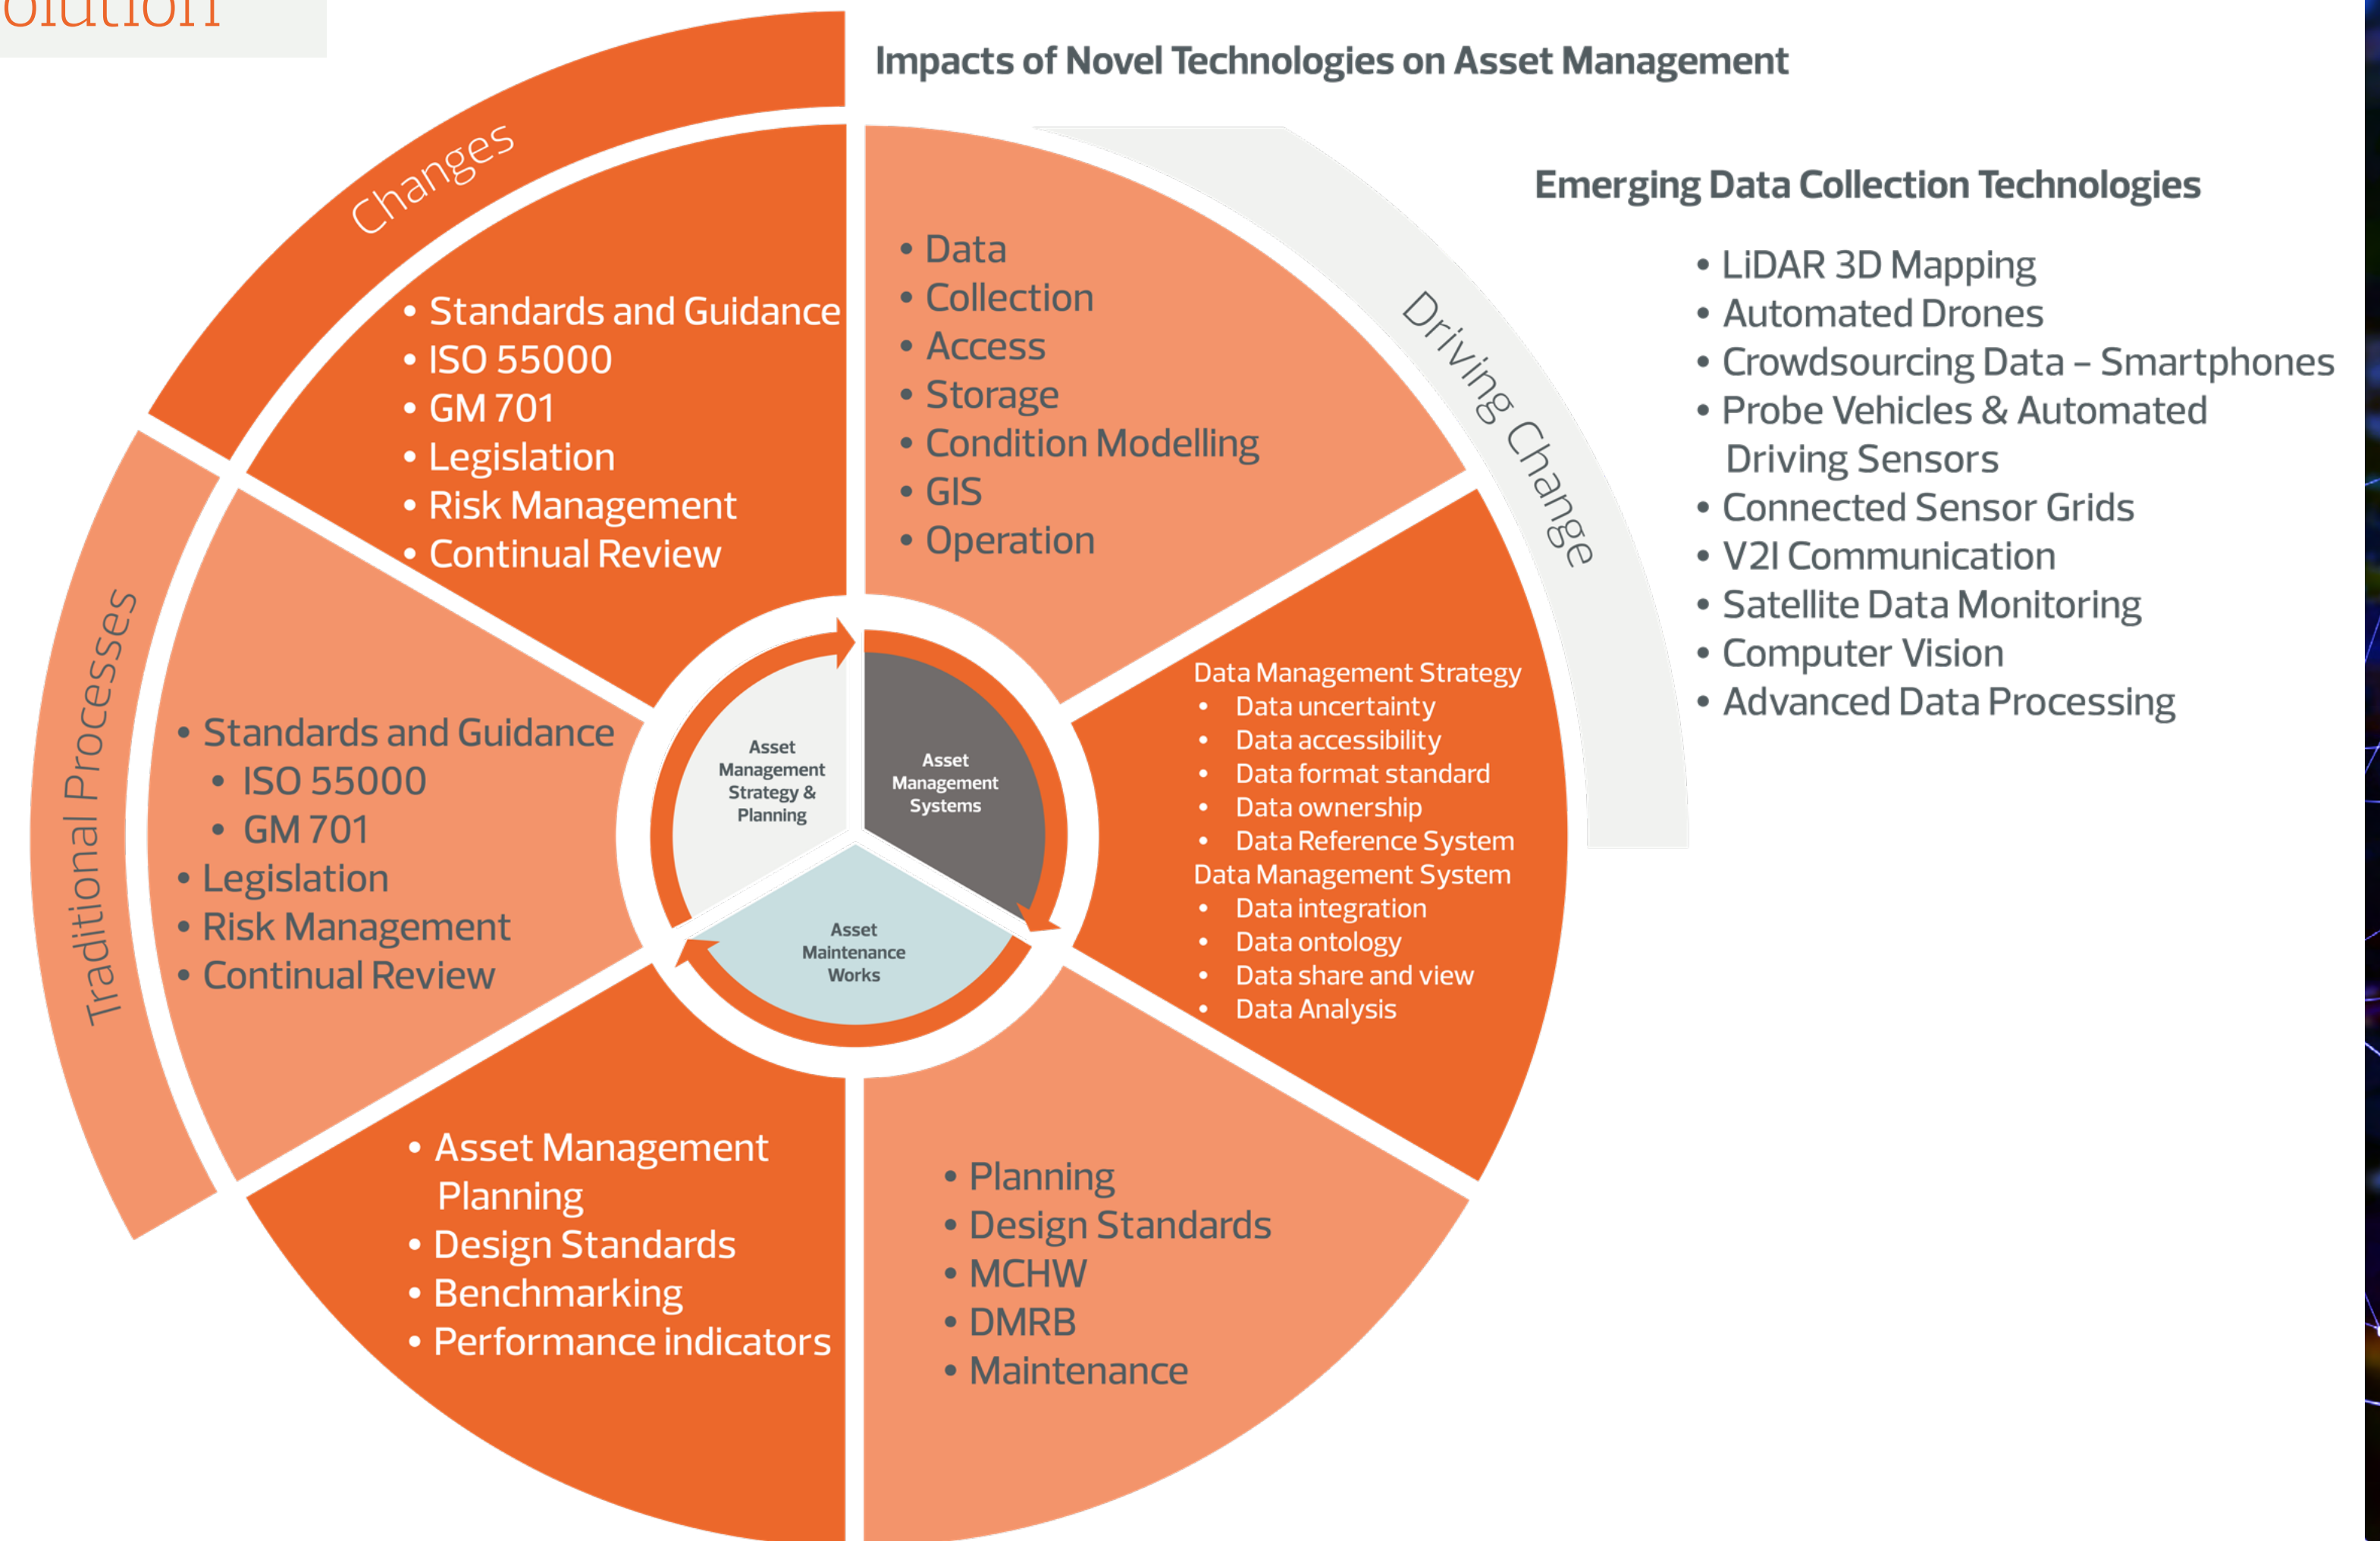 olution
Impacts of Novel Technologies on Asset Management
Changes
• Standards and Guidance
• ISO 55000
• GM 701
• Legislation
• Risk Management
• Continual Review
• Data
• Collection
• Access
• Storage
• Condition Modelling
• GIS
• Operation
Driving Change
Emerging Data Collection Technologies
• LiDAR 3D Mapping
• Automated Drones
• Crowdsourcing Data – Smartphones
• Probe Vehicles & Automated
Driving Sensors
• Connected Sensor Grids
• V2I Communication
• Satellite Data Monitoring
• Computer Vision
• Advanced Data Processing
Traditional Processes
• Standards and Guidance
• ISO 55000
• GM 701
• Legislation
• Risk Management
• Continual Review
Asset
Management
Strategy &
Planning
Asset
Management
Systems
Asset
Maintenance
Works
Data Management Strategy
• Data uncertainty
• Data accessibility
• Data format standard
• Data ownership
• Data Reference System
Data Management System
• Data integration
• Data ontology
• Data share and view
• Data Analysis
• Asset Management
Planning
• Design Standards
• Benchmarking
• Performance indicators
• Planning
• Design Standards
• MCHW
• DMRB
• Maintenance